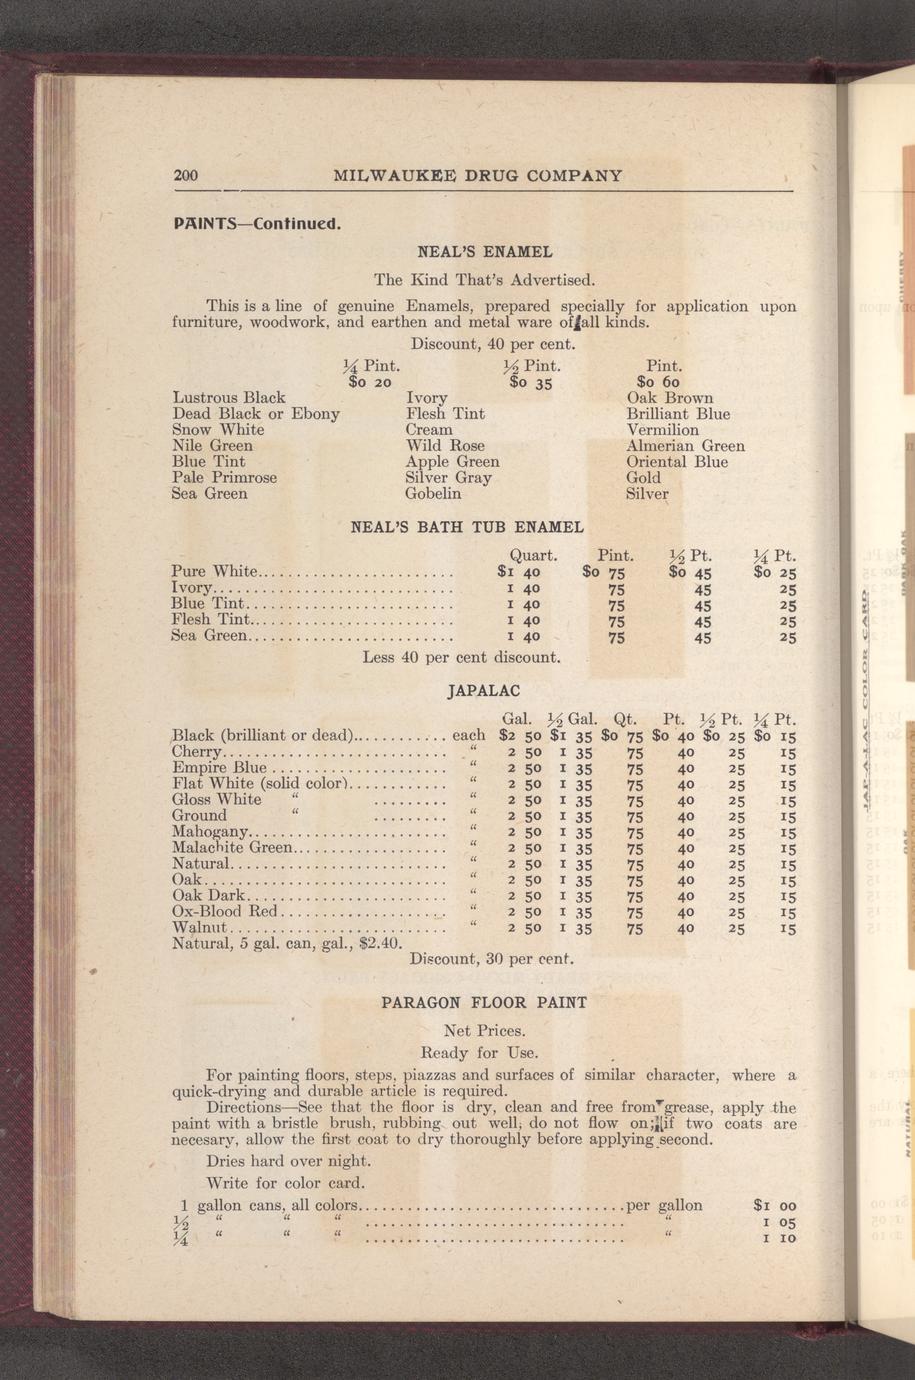 200 MILWAUKEE DRUG COMPANY
PAINTS—Continued.
NEAL'S ENAMEL
The Kind That's Advertised.
This is a line of genuine Enamels, prepared specially for application upon
furniture, woodwork, and earthen and metal ware of all kinds.
Discount, 40 per cent.
¼ Pint. ½ Pint. Pint.
$0 20 $0 35 $0 60
Lustrous Black Ivory Oak Brown
Dead Black or Ebony Flesh Tint Brilliant Blue
Snow White Cream Vermilion
Nile Green Wild Rose Almerian Green
Blue Tint Apple Green Oriental Blue
Pale Primrose Silver Gray Gold
Sea Green Gobelin Silver
NEAL'S BATH TUB ENAMEL
Quart. Pint. ½ Pt. ¼ Pt.
Pure White........................ $1 40 $0 75 $0 45 $0 25
Ivory............................. 1 40 75 45 25
Blue Tint......................... 1 40 75 45 25
Flesh Tint........................ 1 40 75 45 25
Sea Green......................... 1 40 75 45 25
Less 40 per cent discount.
JAPALAC
Gal. ½ Gal. Qt. Pt. ½ Pt. ¼ Pt.
Black (brilliant or dead)........... each $2 50 $1 35 $0 75 $0 40 $0 25 $0 15
Cherry.......................... " 2 50 1 35 75 40 25 15
Empire Blue ..................... " 2 50 1 35 75 40 25 15
Flat White (solid color)............ " 2 50 1 35 75 40 25 15
Gloss White " ......... " 2 50 1 35 75 40 25 15
Ground " ......... " 2 50 1 35 75 40 25 15
Mahogany....................... " 2 50 1 35 75 40 25 15
Malachite Green.................. " 2 50 1 35 75 40 25 15
Natural......................... " 2 50 1 35 75 40 25 15
Oak............................ " 2 50 1 35 75 40 25 15
Oak Dark....................... " 2 50 1 35 75 40 25 15
Ox-Blood Red................... " 2 50 1 35 75 40 25 15
Walnut......................... " 2 50 1 35 75 40 25 15
Natural, 5 gal. can, gal., $2.40.
Discount, 30 per cent.
PARAGON FLOOR PAINT
Net Prices.
Ready for Use.
For painting floors, steps, piazzas and surfaces of similar character, where a
quick-drying and durable article is required.
Directions—See that the floor is dry, clean and free from grease, apply the
paint with a bristle brush, rubbing out well, do not flow on; if two coats are
necesary, allow the first coat to dry thoroughly before applying second.
Dries hard over night.
Write for color card.
1 gallon cans, all colors................................per gallon $1 00
½ " " " ............................... " 1 05
¼ " " " ............................... " 1 10
JAP-A-LAC COLOR CARD
CHERRY
NATURAL